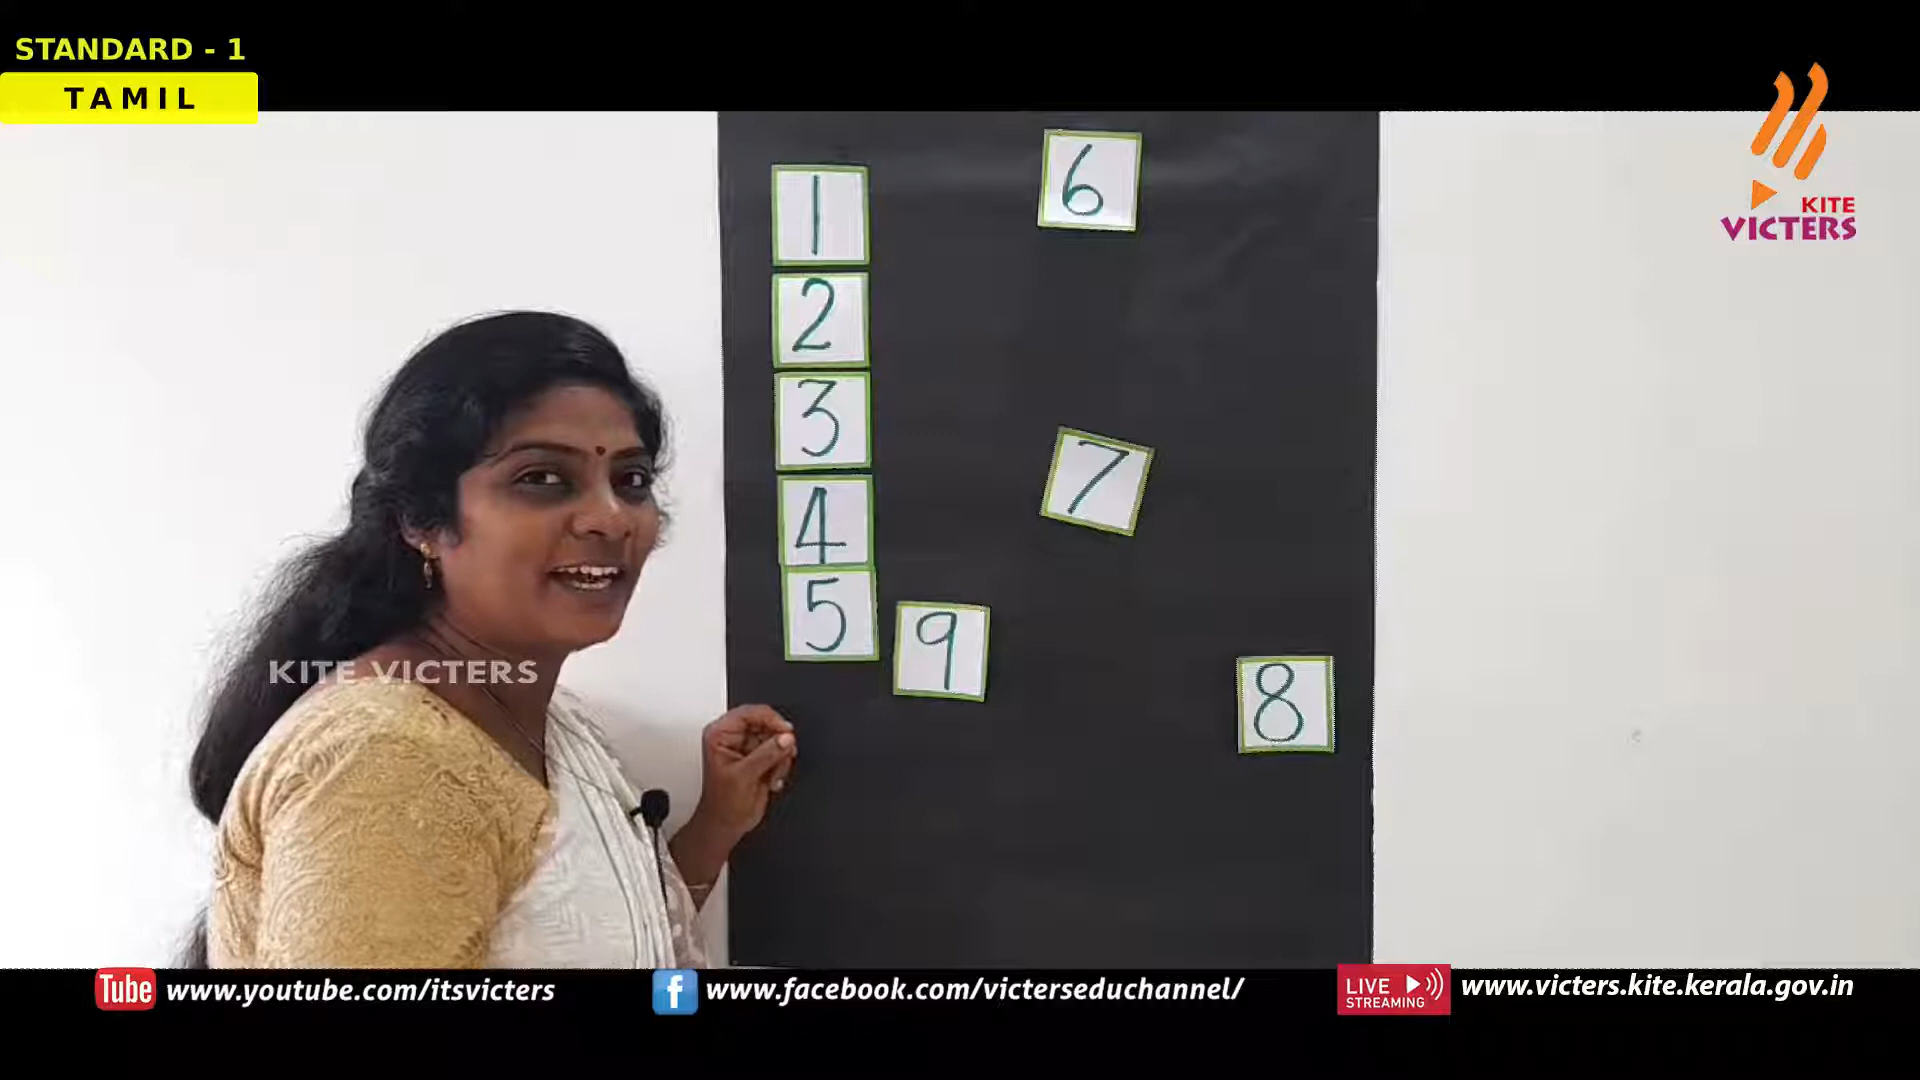 STANDARD - 1
TAMIL
KITE
VICTERS
1
2
3
4
5
6
7
9
8
KITE VICTERS
Tube www.youtube.com/itsvicters
f www.facebook.com/victerseduchannel/
LIVE
STREAMING
www.victers.kite.kerala.gov.in